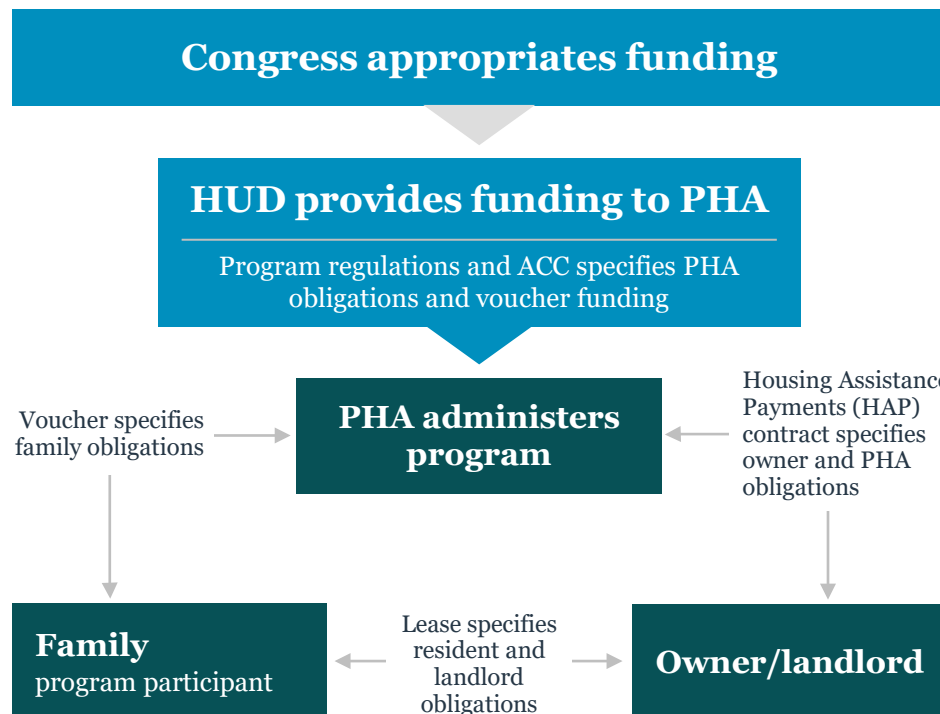 Congress appropriates funding
HUD provides funding to PHA
Program regulations and ACC specifies PHA
obligations and voucher funding
Voucher specifies
family obligations
PHA administers
program
Housing Assistance
Payments (HAP)
contract specifies
owner and PHA
obligations
Family
program participant
Lease specifies
resident and
landlord
obligations
Owner/landlord